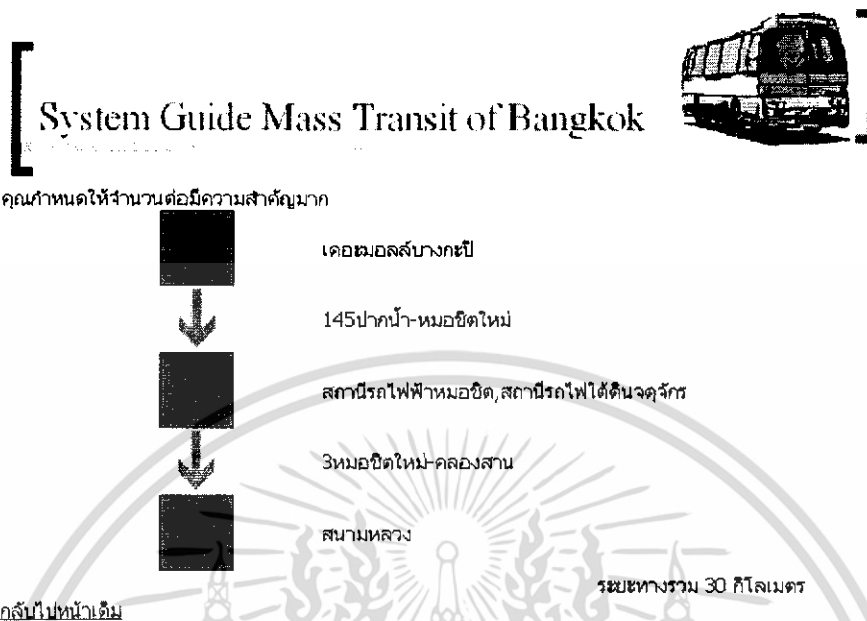 System Guide Mass Transit of Bangkok
คุณกำหนดให้จำนวนต่อมีความสำคัญมาก
เดอะมอลล์บางกะปิ
145ปากน้ำ-หมอชิตใหม่
สถานีรถไฟฟ้าหมอชิต,สถานีรถไฟใต้ดินจตุจักร
3หมอชิตใหม่-คลองสาน
สนามหลวง
ระยะทางรวม 30 กิโลเมตร
กลับไปหน้าเดิม